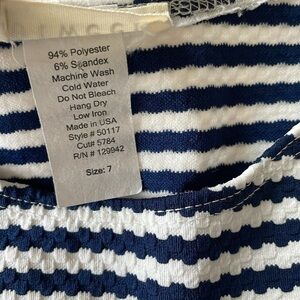 94% Polyester
6% Spandex
Machine Wash
Cold Water
Do Not Bleach
Hang Dry
Low Iron
Made in USA
Style # 50117
Cut# 5784
R/N # 129942
Size: 7